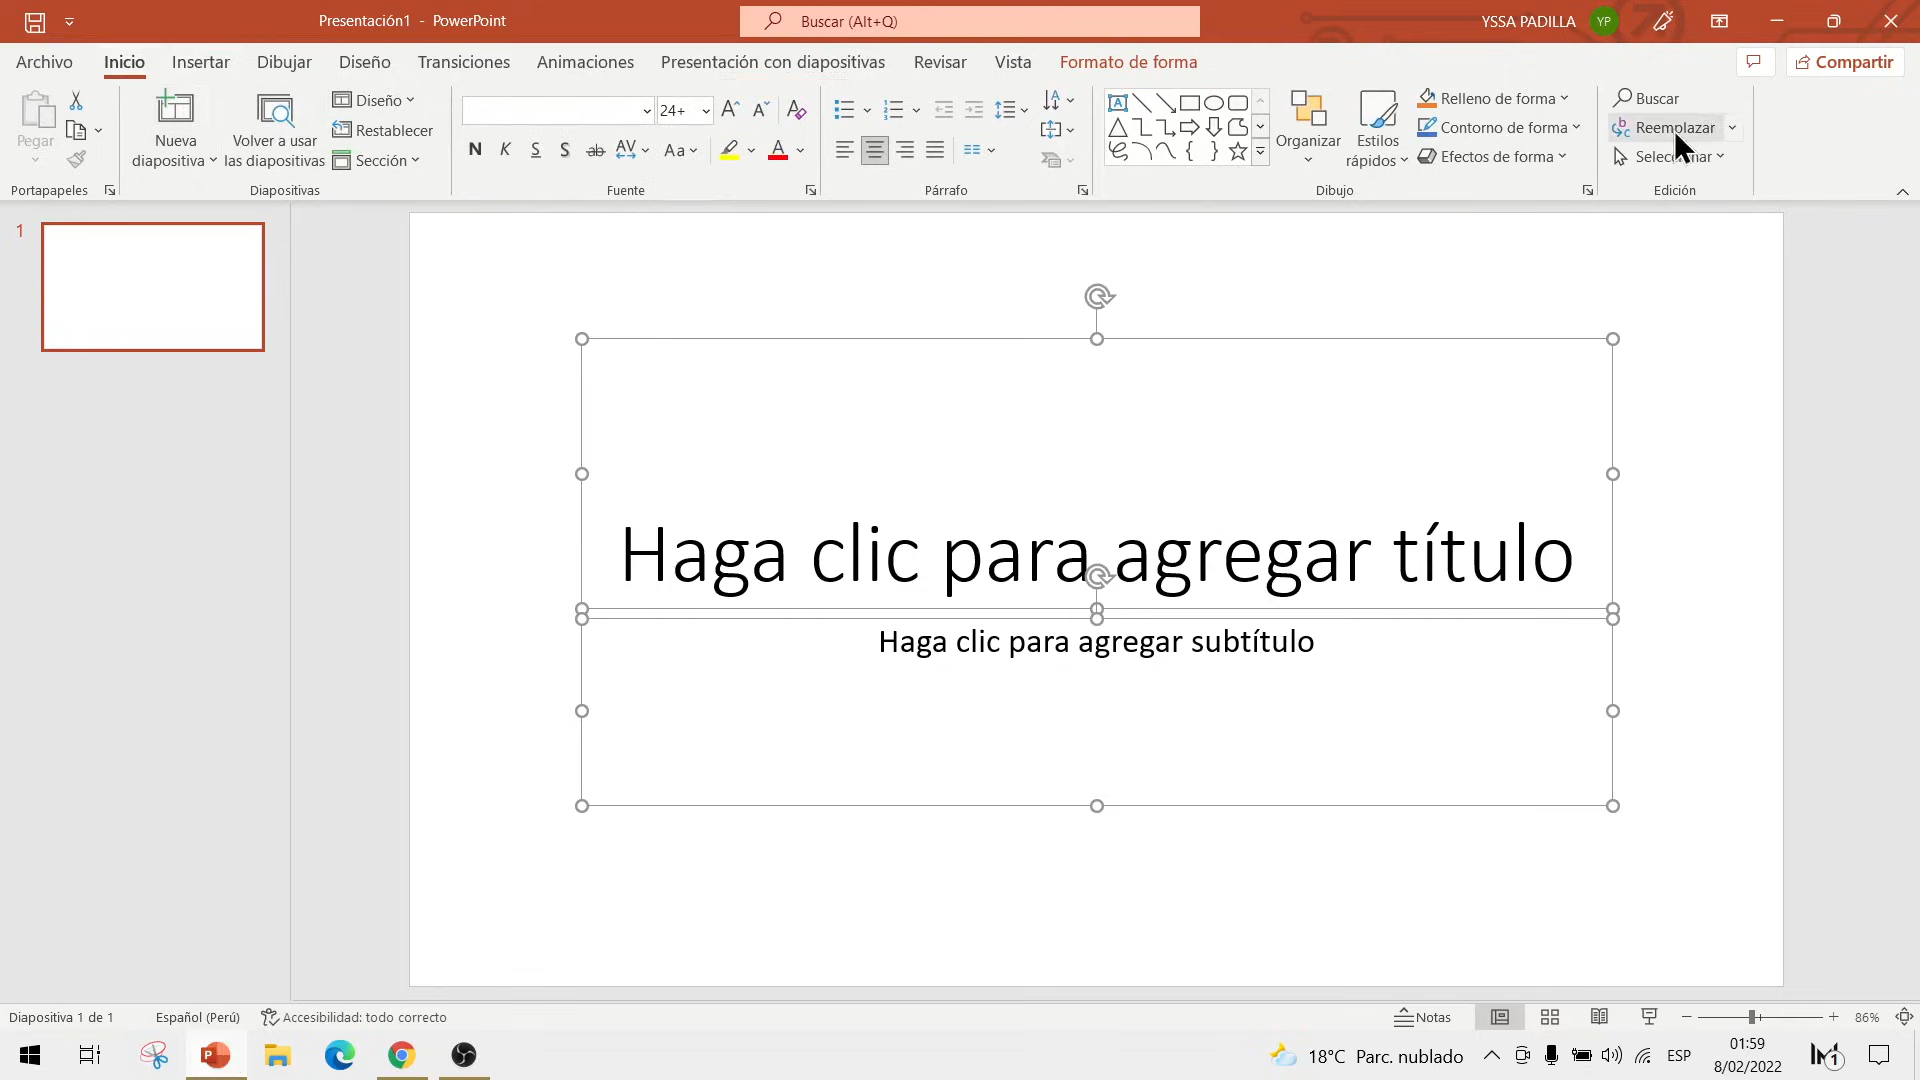 Presentación1 - PowerPoint
Buscar (Alt+Q)
YSSA PADILLA
YP
Archivo
Inicio
Insertar
Dibujar
Diseño
Transiciones
Animaciones
Presentación con diapositivas
Revisar
Vista
Formato de forma
Compartir
Pegar
Nueva
diapositiva
Volver a usar
las diapositivas
Diseño
Restablecer
Sección
24+
N K S S ab AV Aa A
Organizar
Estilos
rápidos
Relleno de forma
Contorno de forma
Efectos de forma
Buscar
Reemplazar
Seleccionar
Portapapeles
Diapositivas
Fuente
Párrafo
Dibujo
Edición
1
Haga clic para agregar título
Haga clic para agregar subtítulo
Diapositiva 1 de 1
Español (Perú)
Accesibilidad: todo correcto
Notas
86%
18°C Parc. nublado
ESP
01:59
8/02/2022
1